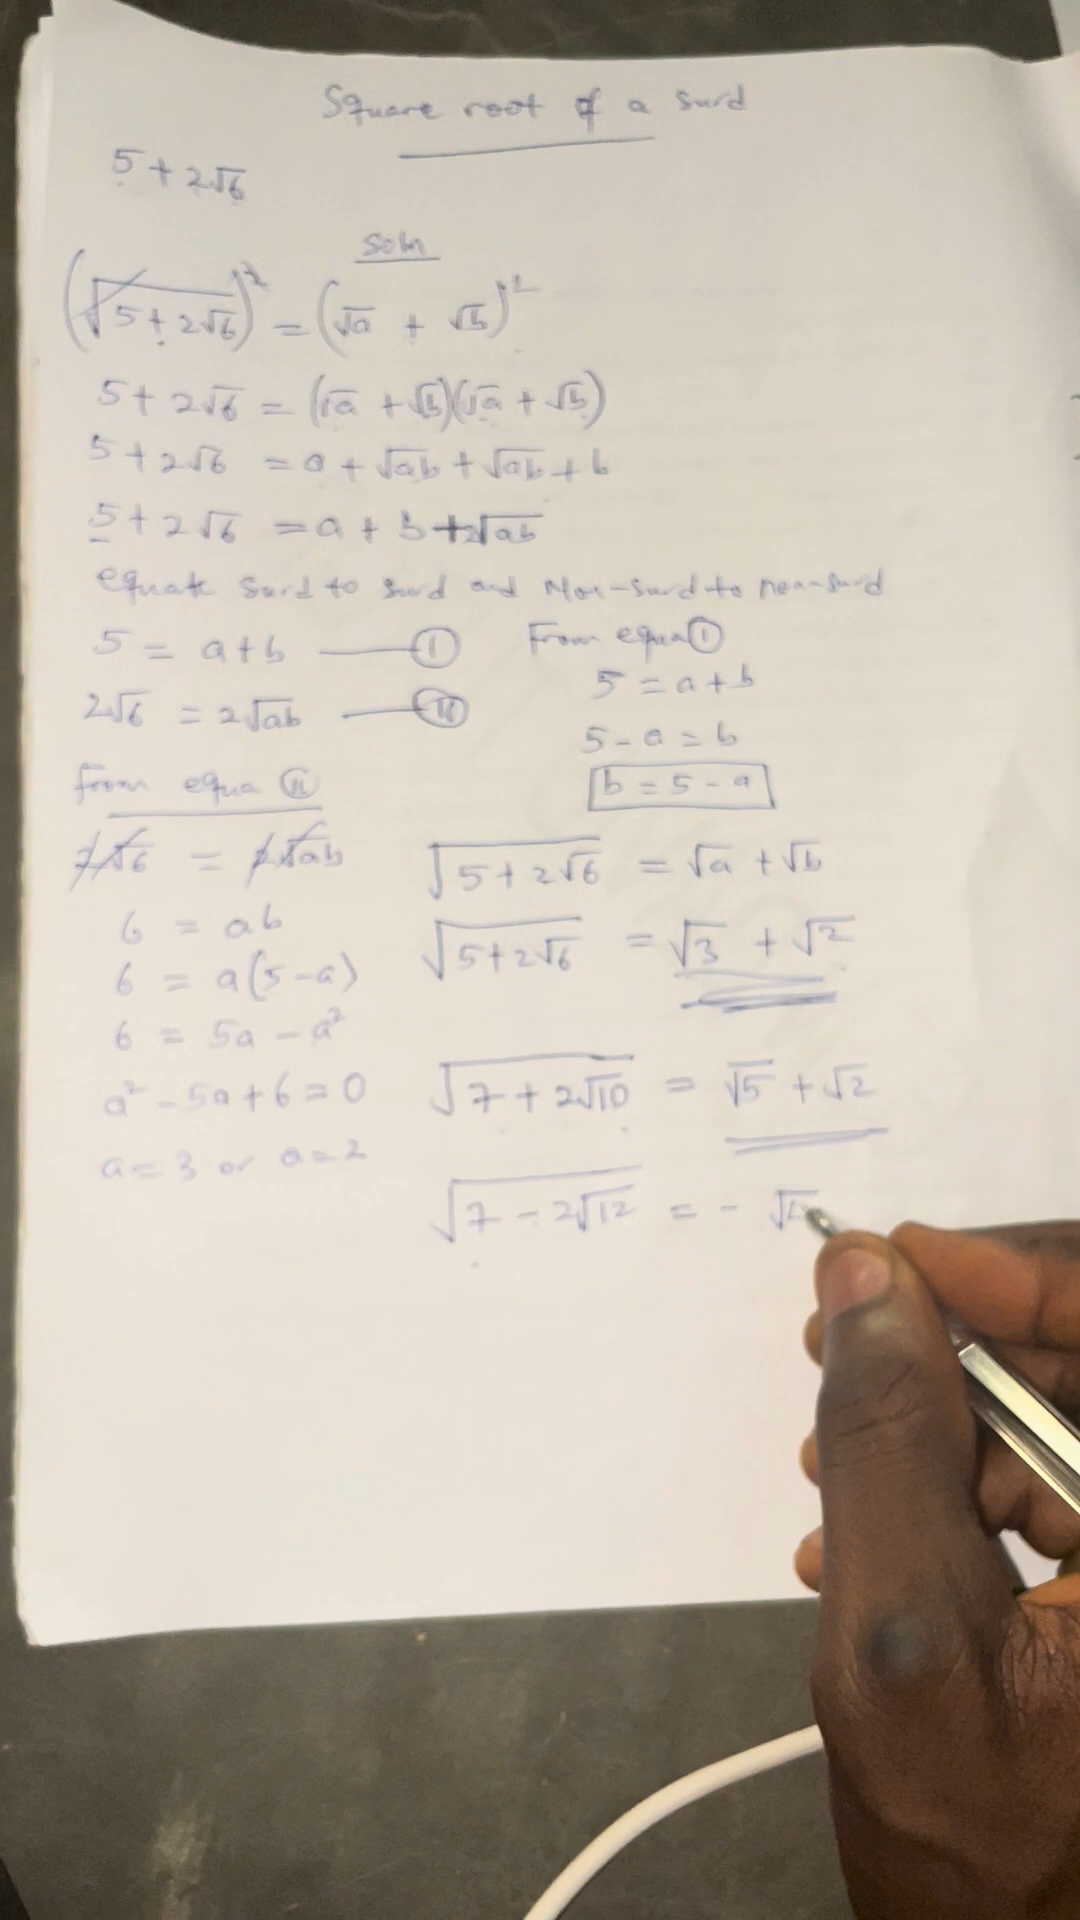 Square root of a surd
5 + 2√6
soln
(√(5 + 2√6))² = (√a + √b)²
5 + 2√6 = (√a + √b)(√a + √b)
5 + 2√6 = a + √ab + √ab + b
5 + 2√6 = a + b + 2√ab
equate surd to surd and Non-surd to non-surd
5 = a + b —— (I)
2√6 = 2√ab —— (II)
From equa (I)
5 = a + b
5 - a = b
b = 5 - a
from equa (II)
2√6 = 2√ab
6 = ab
6 = a(5 - a)
6 = 5a - a²
a² - 5a + 6 = 0
a = 3 or a = 2
√(5 + 2√6) = √a + √b
√(5 + 2√6) = √3 + √2
√(7 + 2√10) = √5 + √2
√(7 - 2√12) = - √